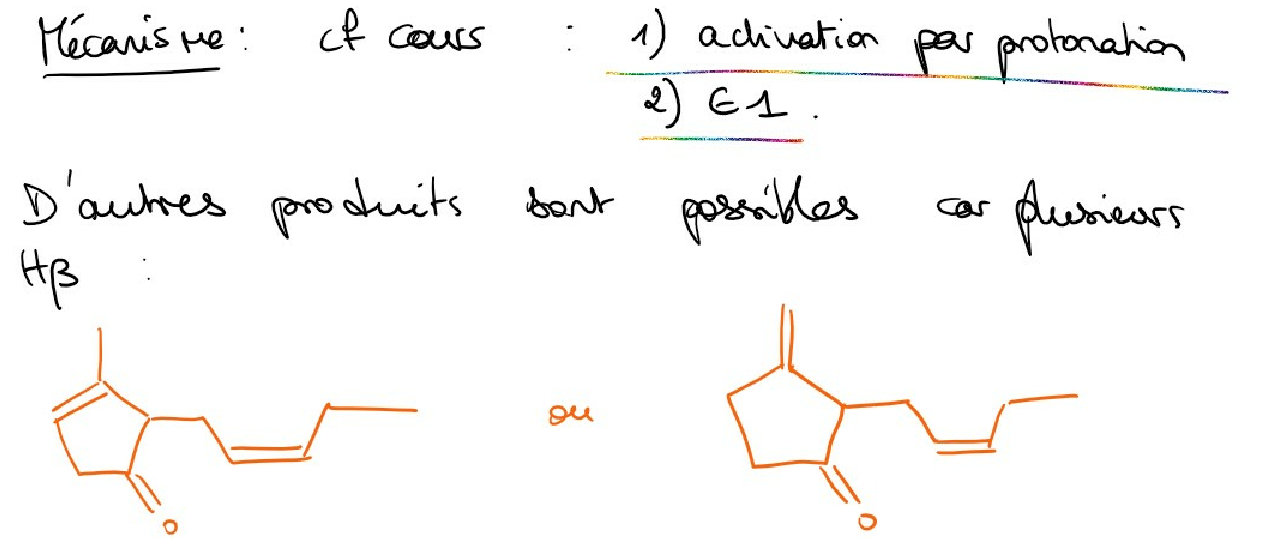 Mécanisme : cf cours : 1) activation par protonation
2) E1.
D'autres produits sont possibles car plusieurs
Hβ :
ou
O
O